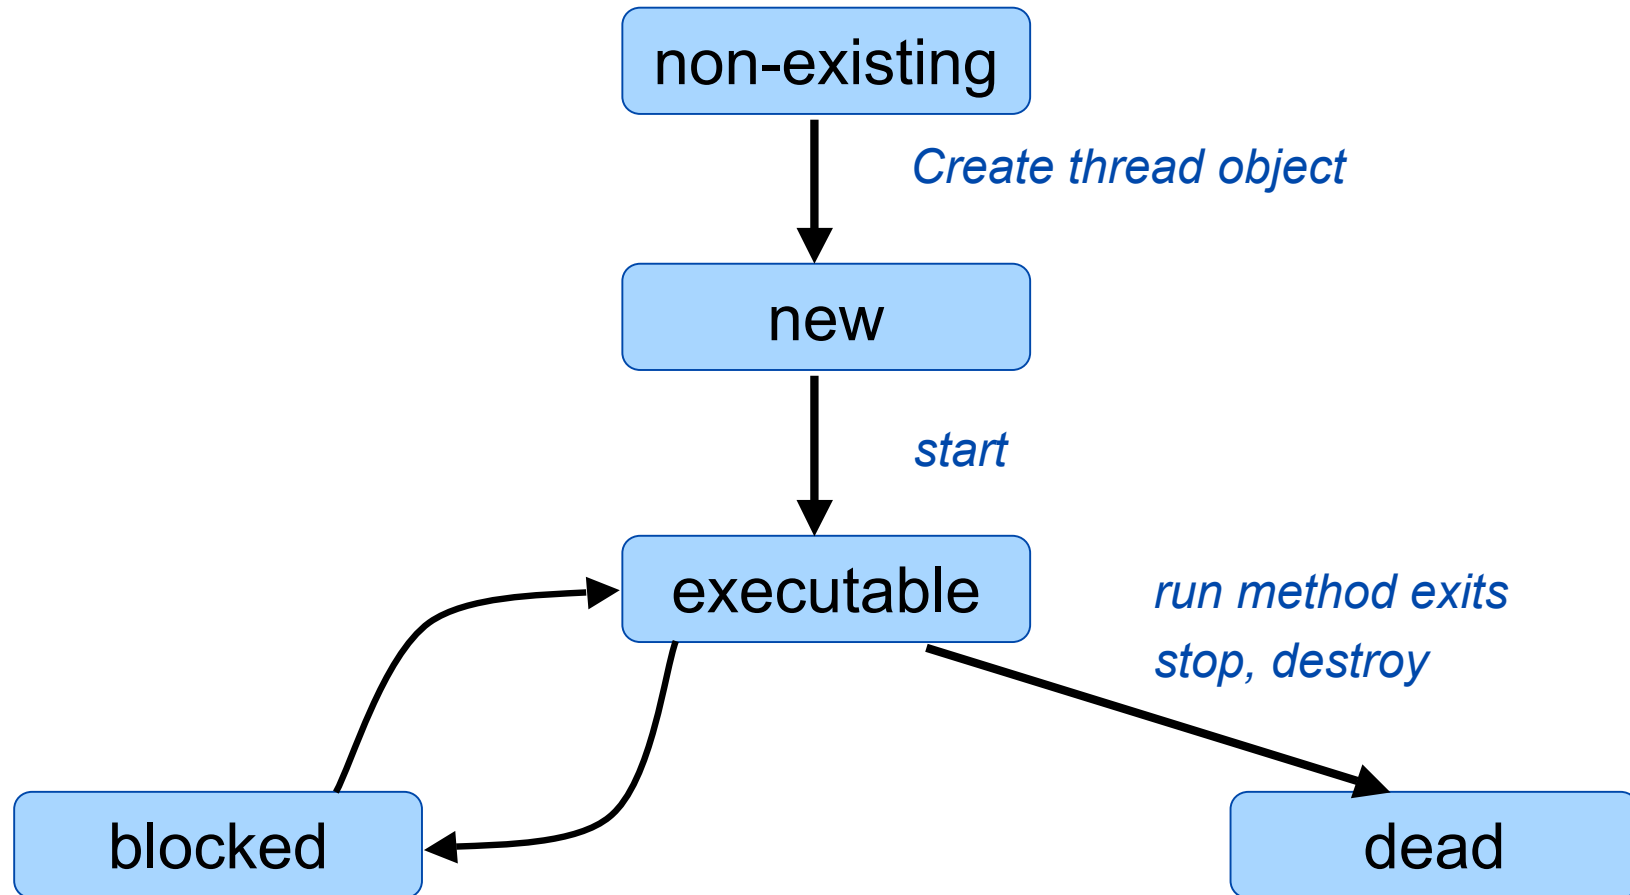 non-existing
Create thread object
new
start
executable
run method exits
stop, destroy
blocked
dead